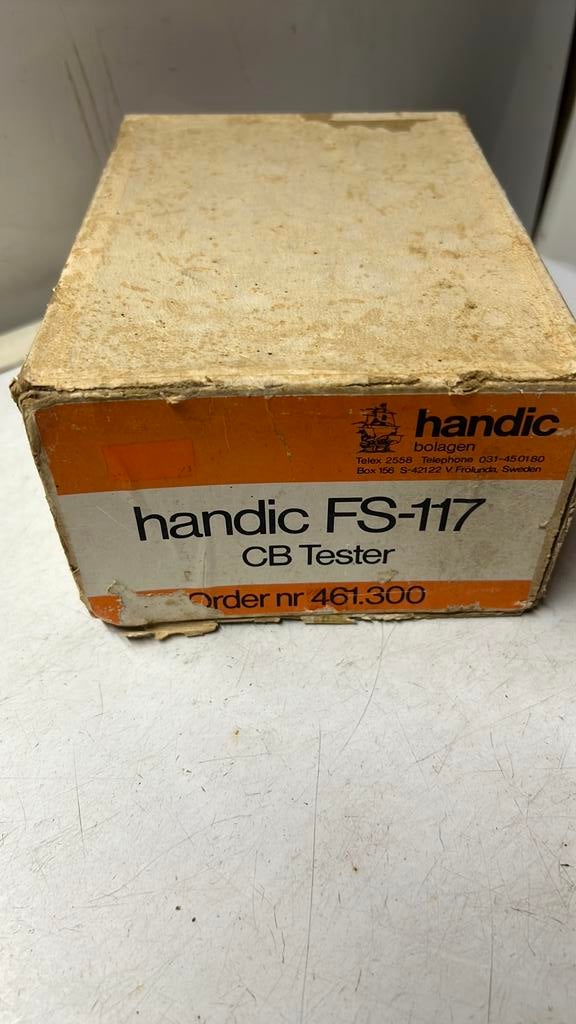 handic
bolagen
Telex 2558 Telephone 031-450180
Box 156 S-42122 V. Frölunda, Sweden
handic FS-117
CB Tester
Order nr 461.300